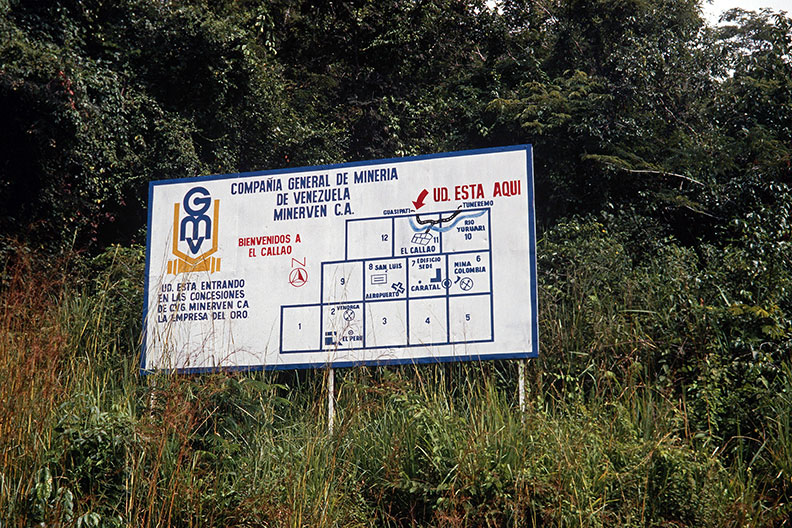 COMPAÑIA GENERAL DE MINERIA
DE VENEZUELA
MINERVEN C.A.
GMV
BIENVENIDOS A
EL CALLAO
UD. ESTA ENTRANDO
EN LAS CONCESIONES
DE CVG MINERVEN C.A
LA EMPRESA DEL ORO
UD. ESTA AQUI
GUASIPATI
TUMEREMO
12
EL CALLAO
11
RIO
YURUARI
10
9
8 SAN LUIS
AEROPUERTO
7 EDIFICIO
SEDE
CARATAL
MINA 6
COLOMBIA
1
2 VENORCA
EL PERU
3
4
5